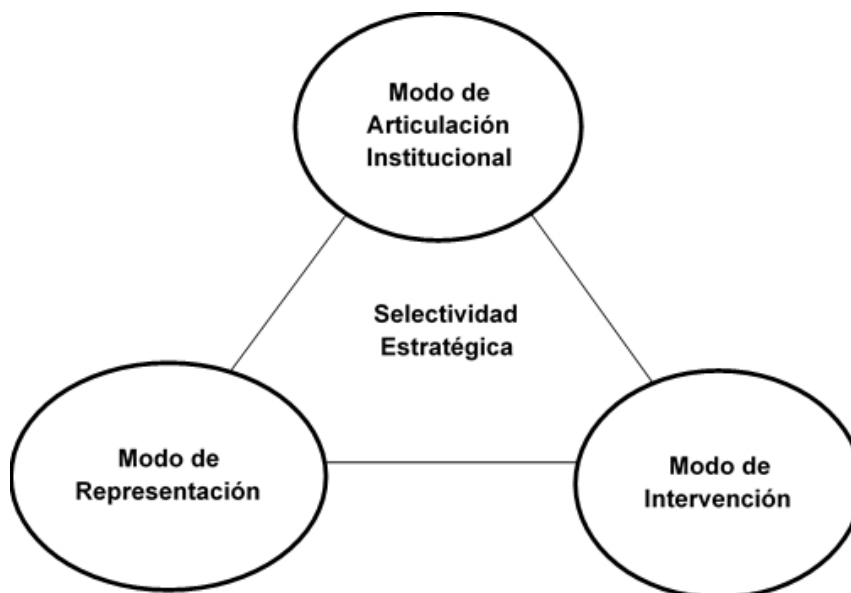 Modo de
Articulación
Institucional
Selectividad
Estratégica
Modo de
Representación
Modo de
Intervención